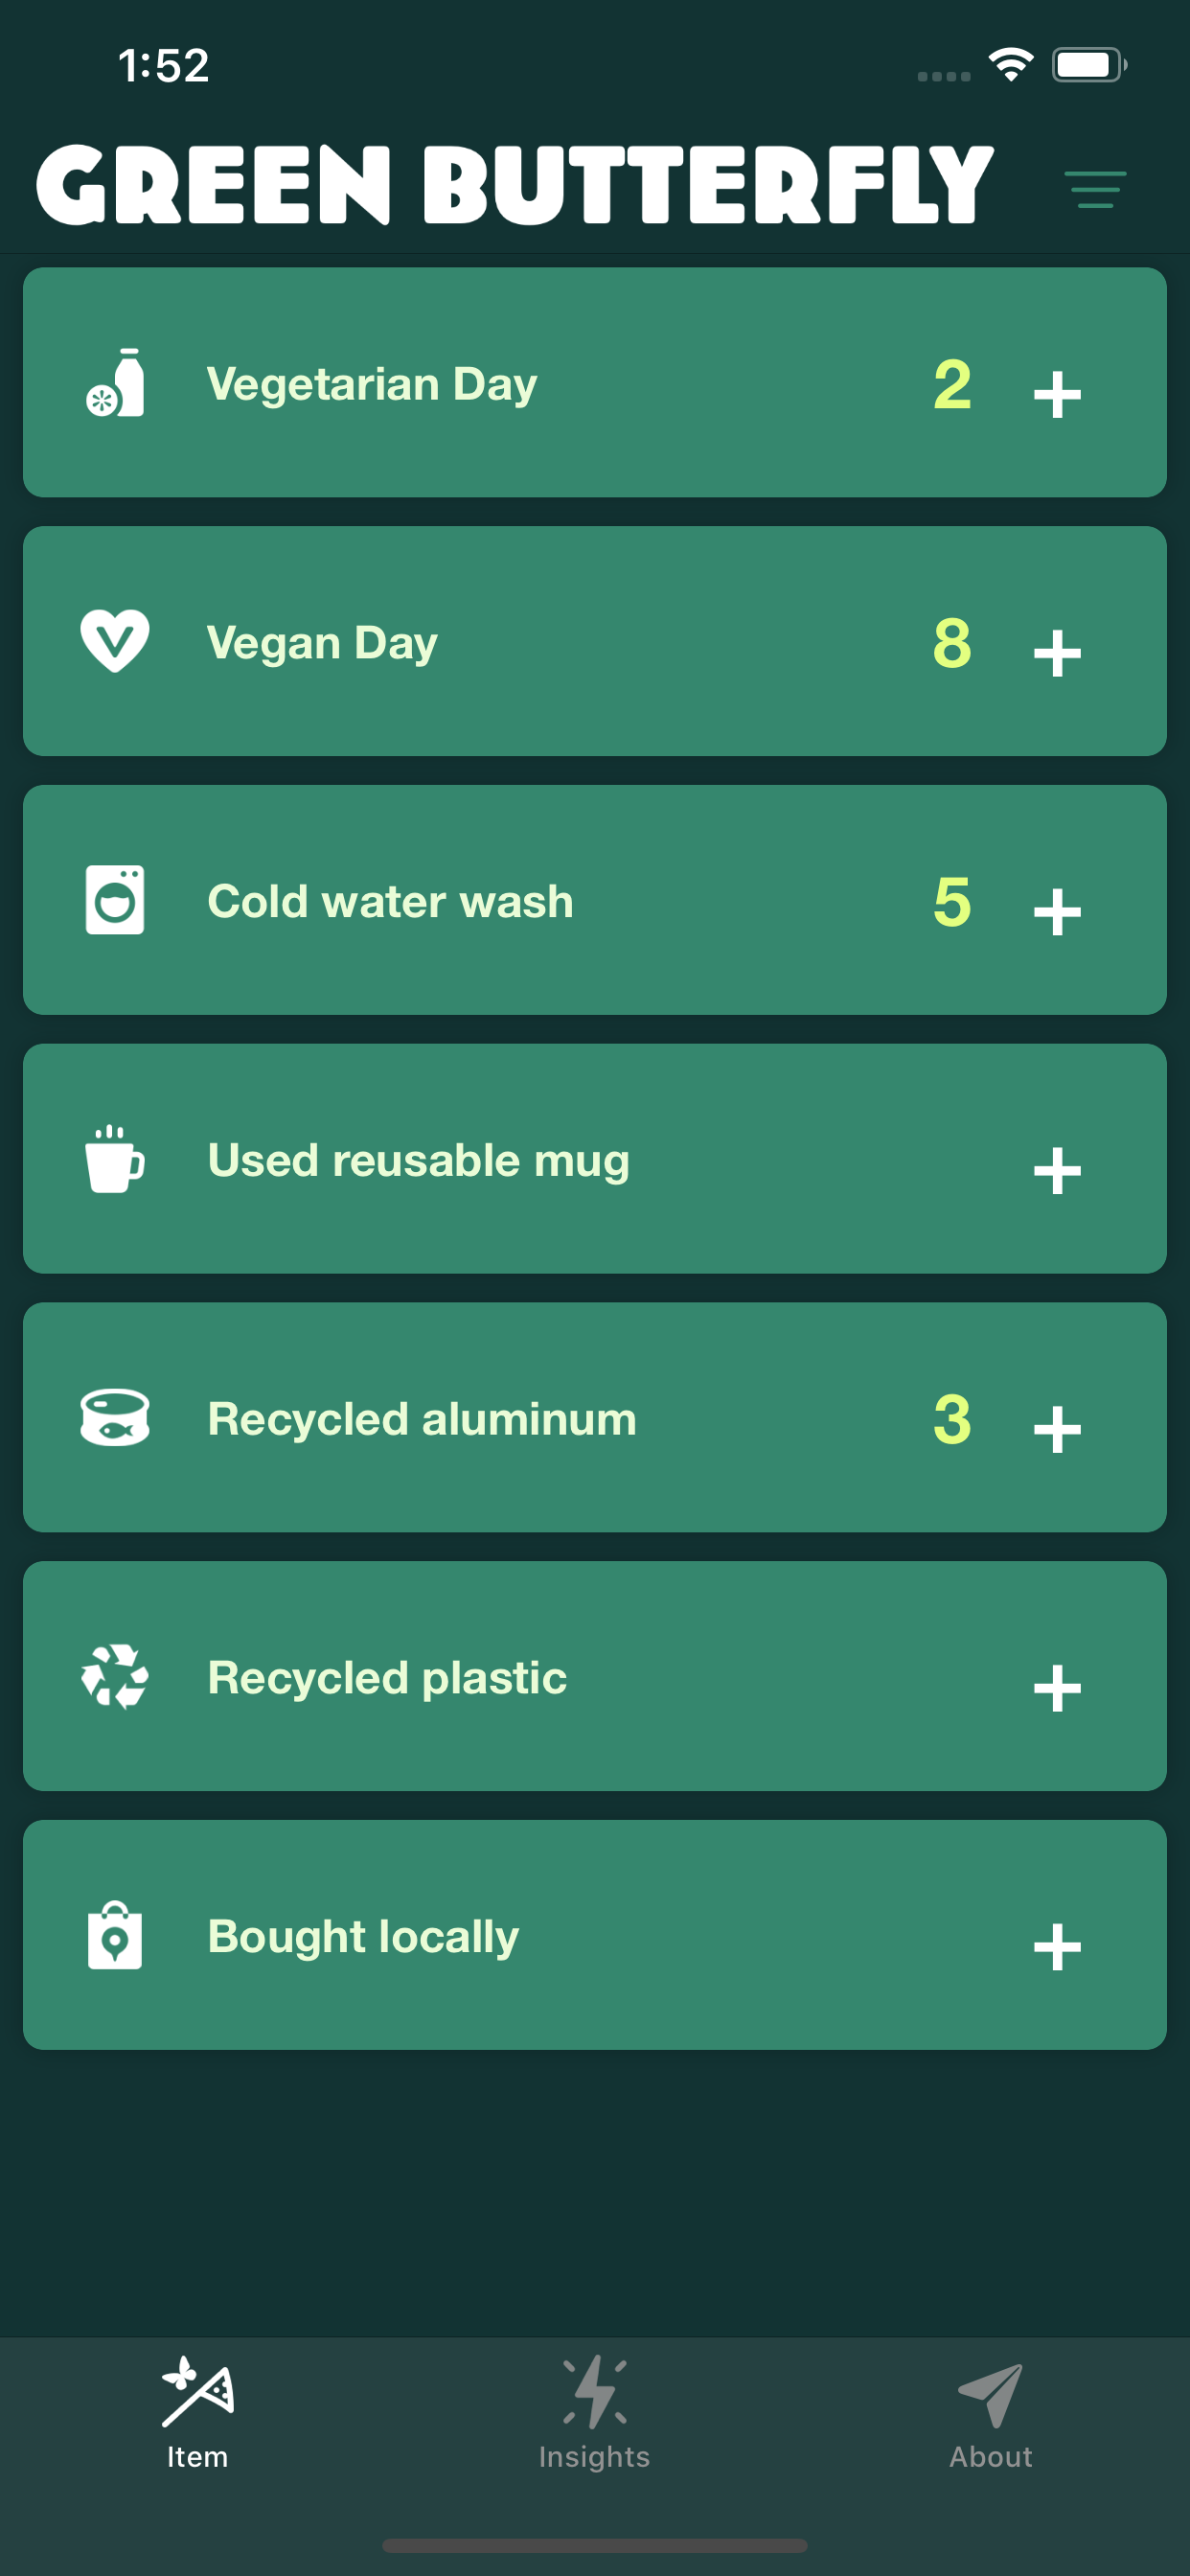 1:52
GREEN BUTTERFLY
Vegetarian Day 2 +
Vegan Day 8 +
Cold water wash 5 +
Used reusable mug +
Recycled aluminum 3 +
Recycled plastic +
Bought locally +
Item Insights About